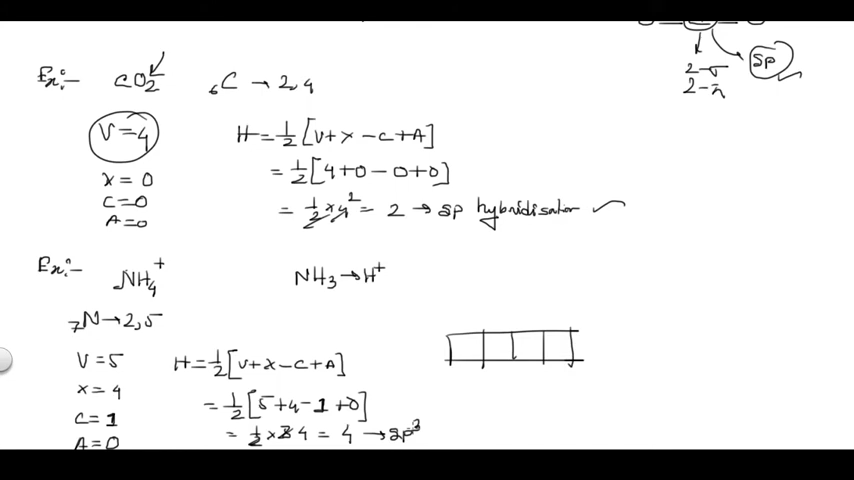 SP
2-σ
2-π
Ex:- CO2 6C → 2,4
V=4 H = 1/2 [V+X-C+A]
X = 0 = 1/2 [4+0-0+0]
C=0 = 1/2 × 4 2 = 2 → SP hybridisation
A=0
Ex:- NH4+ NH3 → H+
7N → 2,5
V=5 H = 1/2 [V+X-C+A]
X=4 = 1/2 [5+4-1+0]
C=1 = 1/2 × 8 4 = 4 → SP3
A=0